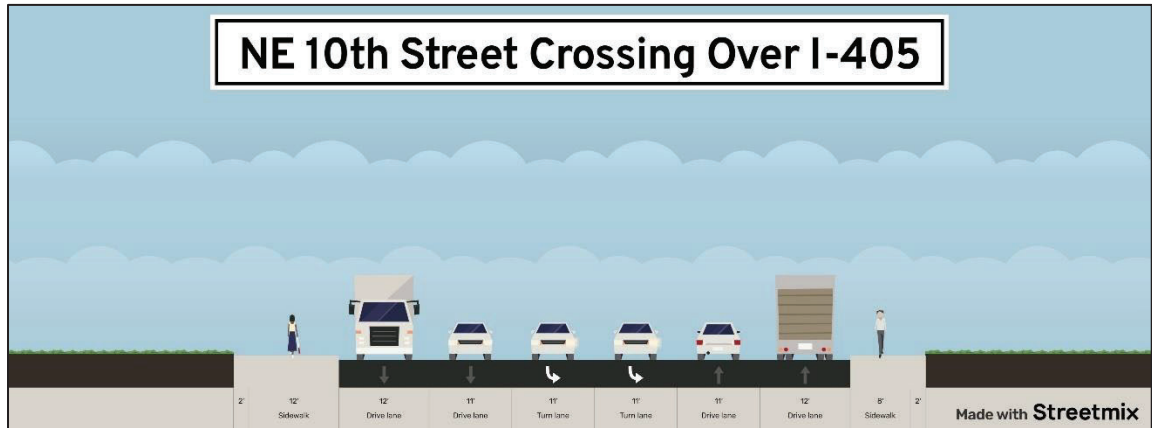 NE 10th Street Crossing Over I-405
2' 12' 12' 11' 11' 11' 11' 12' 8' 2'
Sidewalk Drive lane Drive lane Turn lane Turn lane Drive lane Drive lane Sidewalk
Made with Streetmix